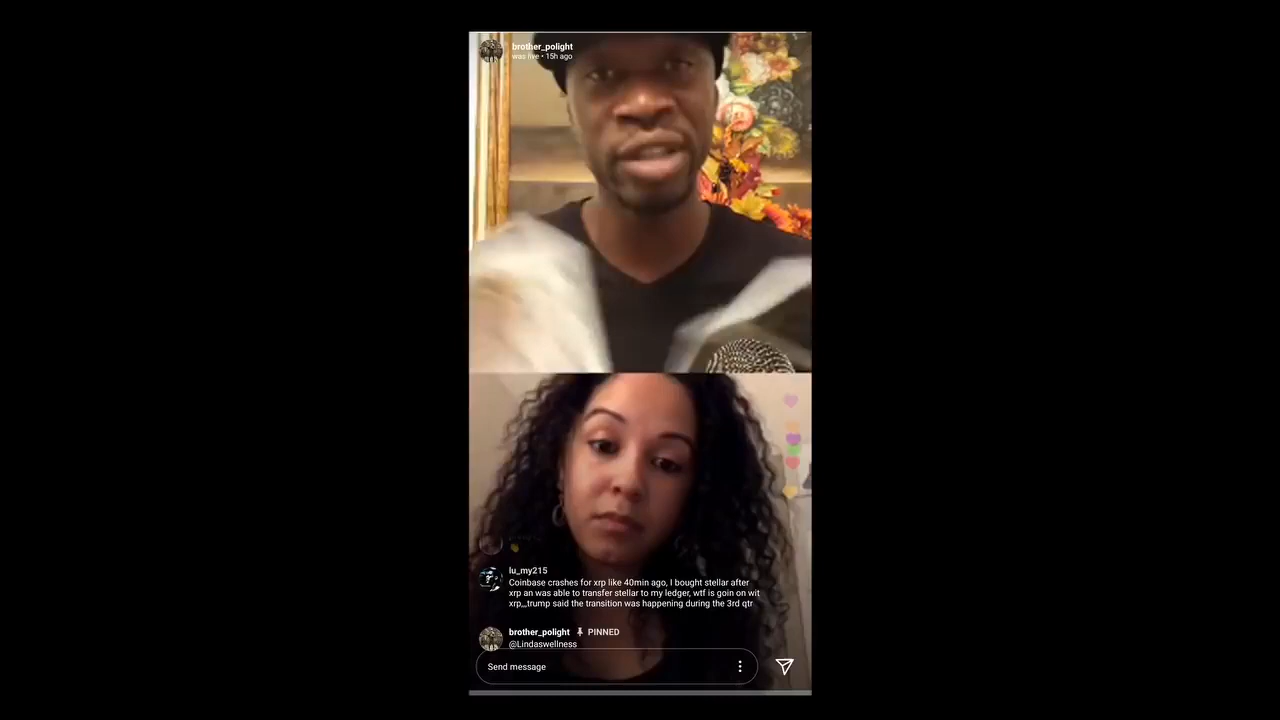 brother_polight
was live • 15h ago
lu_my215
Coinbase crashes for xrp like 40min ago, I bought stellar after
xrp an was able to transfer stellar to my ledger, wtf is goin on wit
xrp,,,trump said the transition was happening during the 3rd qtr
brother_polight PINNED
@Lindaswellness
Send message